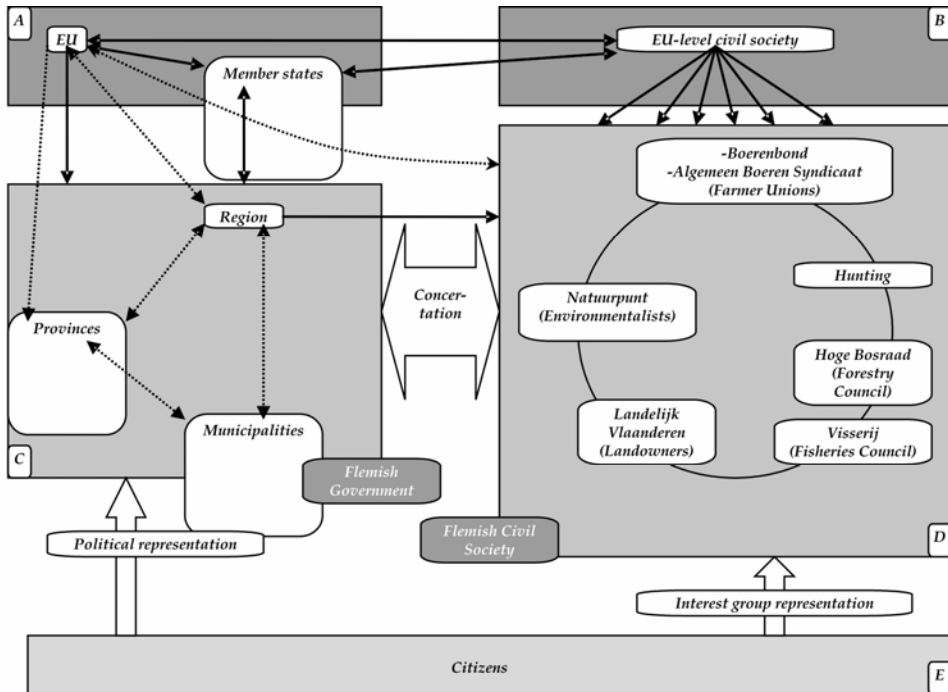 A
EU
Member states
B
EU-level civil society
-Boerenbond
-Algemeen Boeren Syndicaat
(Farmer Unions)
Region
Hunting
Concer-
tation
Natuurpunt
(Environmentalists)
Provinces
Hoge Bosraad
(Forestry
Council)
Landelijk
Vlaanderen
(Landowners)
Visserij
(Fisheries Council)
Municipalities
C
Flemish
Government
Flemish Civil
Society
D
Political representation
Interest group representation
Citizens
E